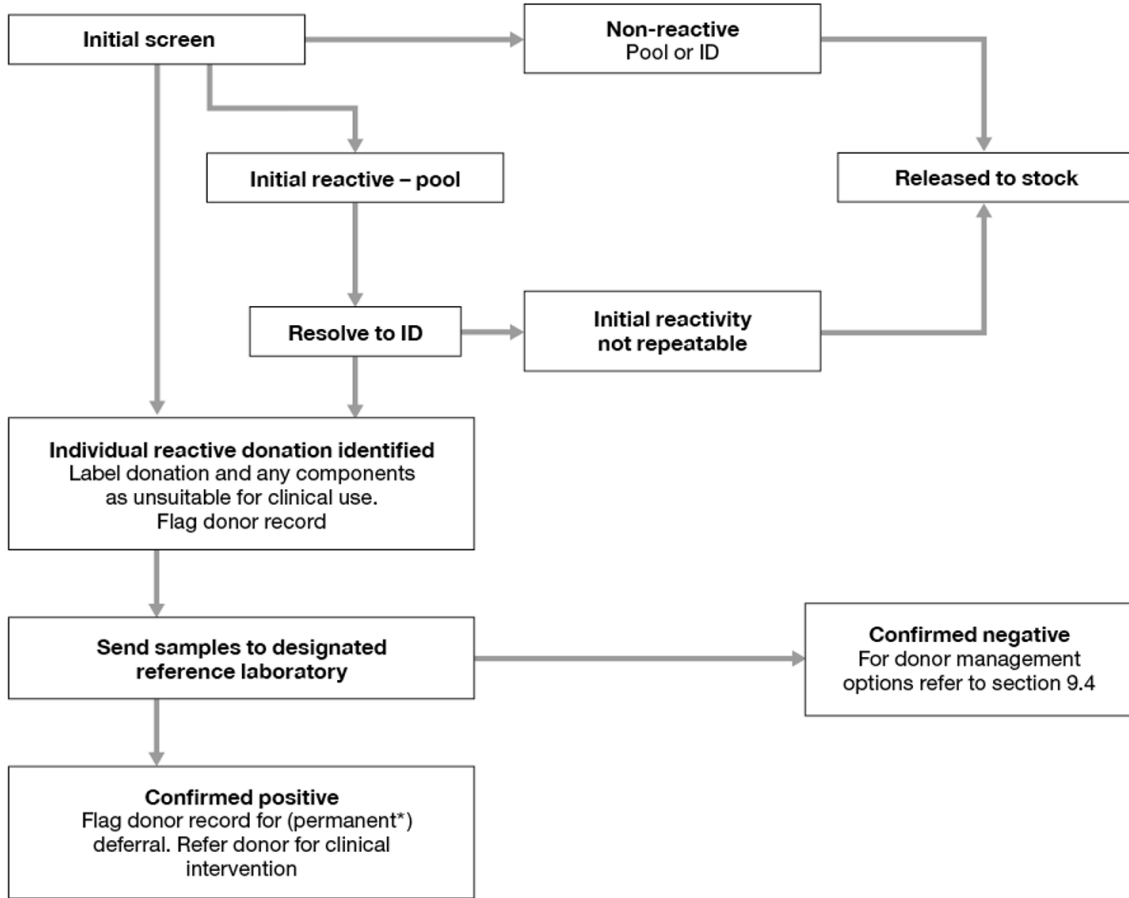 Initial screen
Non-reactive
Pool or ID
Initial reactive – pool
Released to stock
Resolve to ID
Initial reactivity
not repeatable
Individual reactive donation identified
Label donation and any components
as unsuitable for clinical use.
Flag donor record
Send samples to designated
reference laboratory
Confirmed negative
For donor management
options refer to section 9.4
Confirmed positive
Flag donor record for (permanent*)
deferral. Refer donor for clinical
intervention